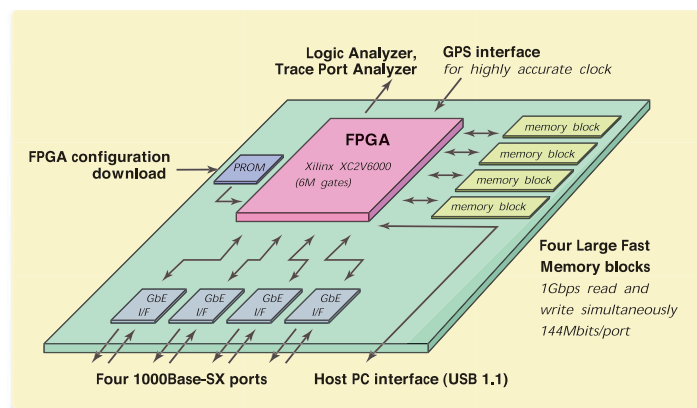 Logic Analyzer,
Trace Port Analyzer
GPS interface
for highly accurate clock
FPGA
Xilinx XC2V6000
(6M gates)
memory block
memory block
memory block
memory block
FPGA configuration
download
PROM
Four Large Fast
Memory blocks
1Gbps read and
write simultaneously
144Mbits/port
GbE
I/F
GbE
I/F
GbE
I/F
GbE
I/F
Four 1000Base-SX ports
Host PC interface (USB 1.1)